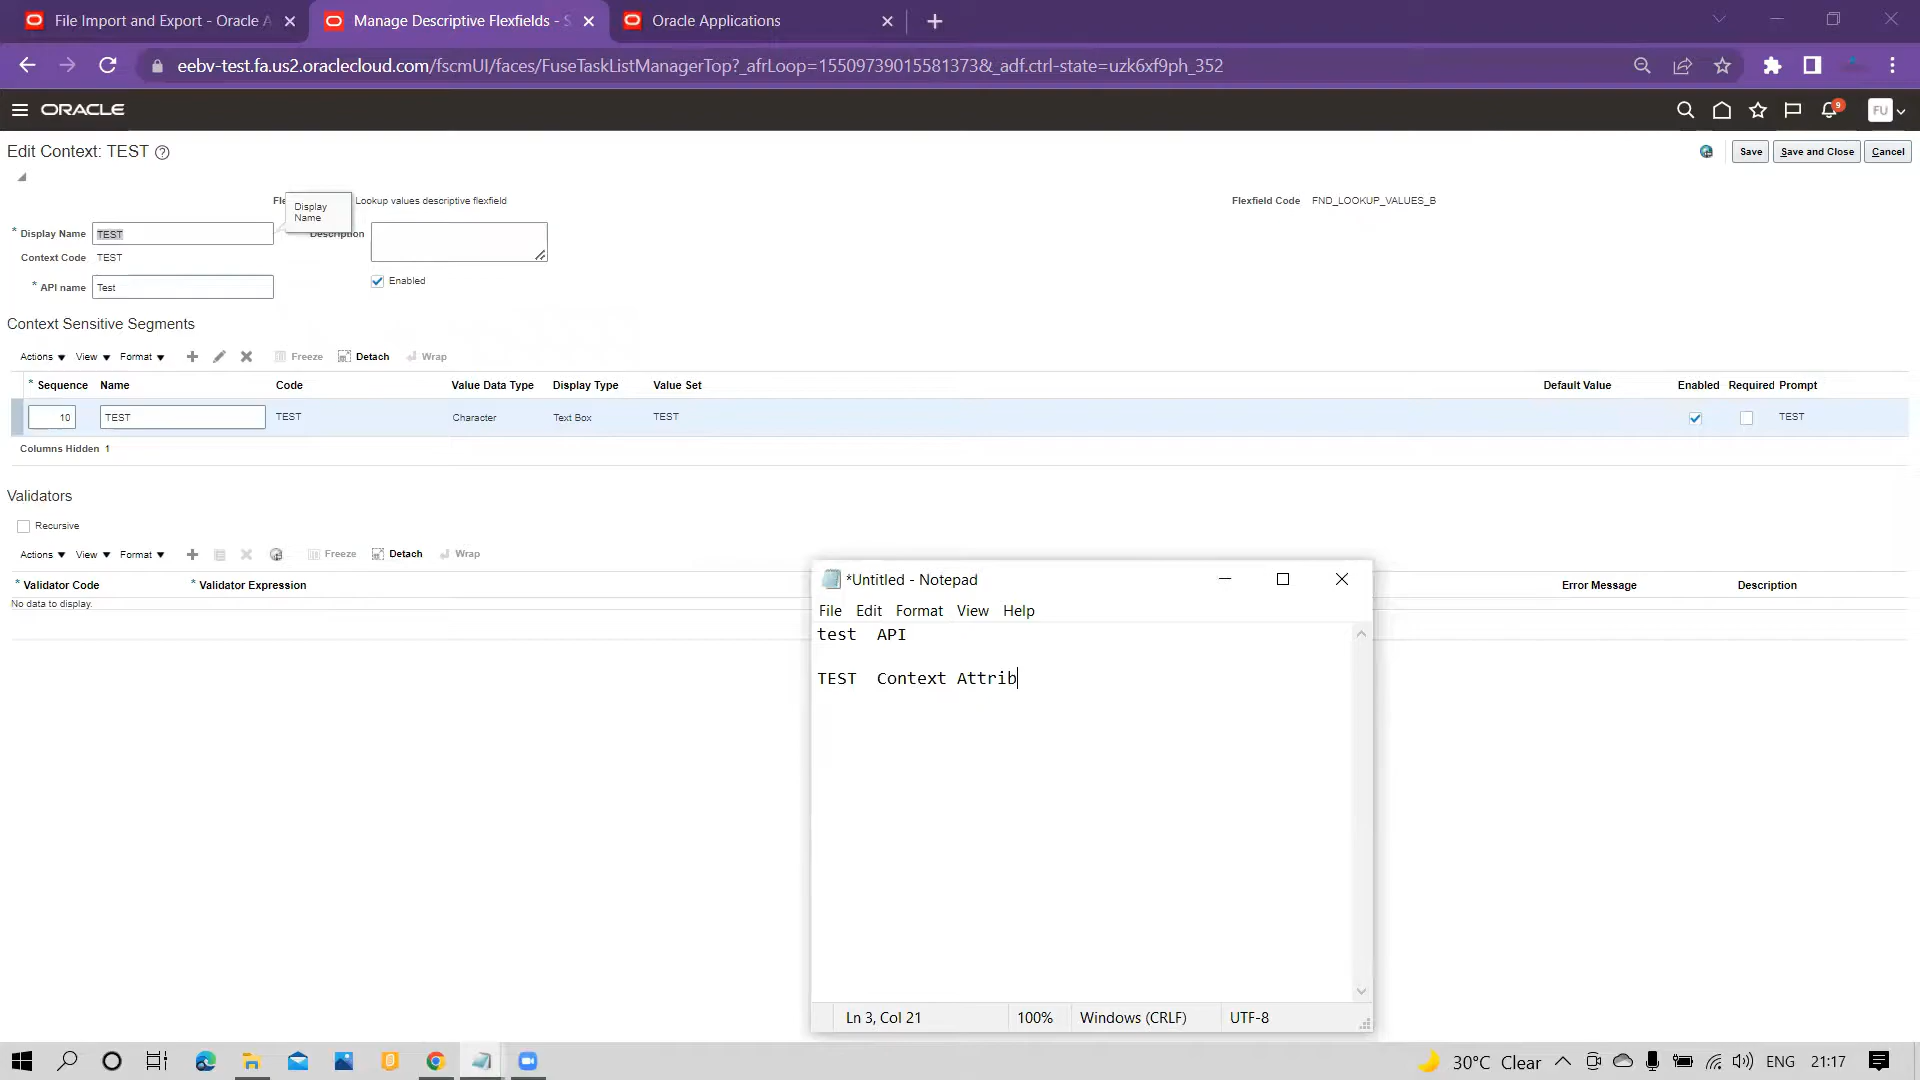 File Import and Export - Oracle A
Manage Descriptive Flexfields - S
Oracle Applications
eebv-test.fa.us2.oraclecloud.com/fscmUI/faces/FuseTaskListManagerTop?_afrLoop=15509739015581373&_adf.ctrl-state=uzk6xf9ph_352
ORACLE
9
FU
Edit Context: TEST
Save
Save and Close
Cancel
Fle
Lookup values descriptive flexfield
Flexfield Code FND_LOOKUP_VALUES_B
Display Name
* Display Name TEST
Description
Context Code TEST
* API name Test
Enabled
Context Sensitive Segments
Actions View Format Freeze Detach Wrap
* Sequence Name Code Value Data Type Display Type Value Set Default Value Enabled Required Prompt
10 TEST TEST Character Text Box TEST TEST
Columns Hidden 1
Validators
Recursive
Actions View Format Freeze Detach Wrap
* Validator Code * Validator Expression Error Message Description
No data to display.
*Untitled - Notepad
File Edit Format View Help
test API
TEST Context Attrib
Ln 3, Col 21 100% Windows (CRLF) UTF-8
30°C Clear ENG 21:17